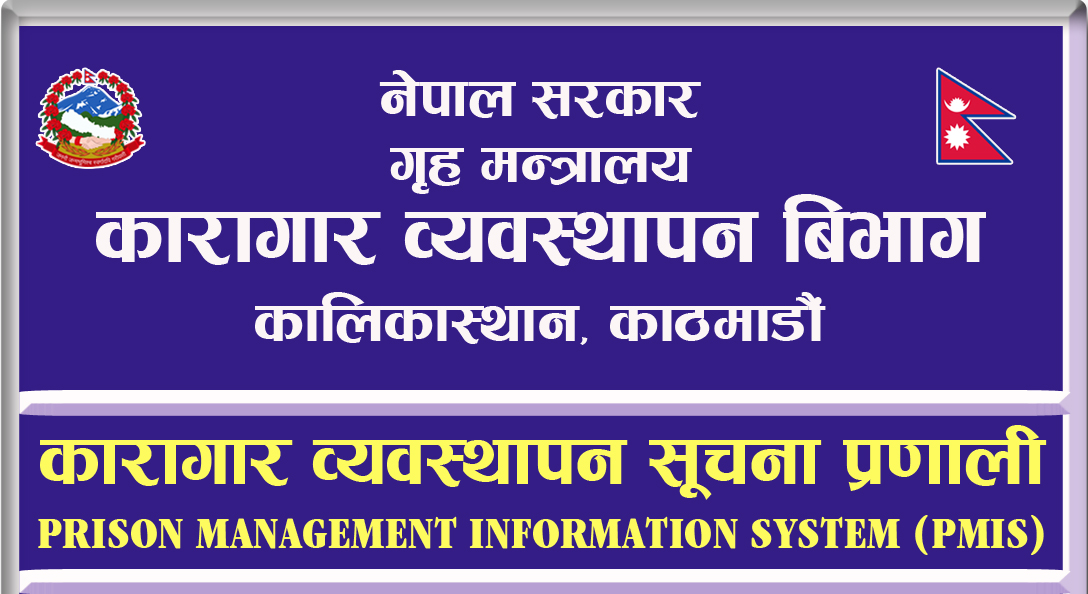 नेपाल सरकार
गृह मन्त्रालय
कारागार व्यवस्थापन बिभाग
कालिकास्थान, काठमाडौं
कारागार व्यवस्थापन सूचना प्रणाली
PRISON MANAGEMENT INFORMATION SYSTEM (PMIS)